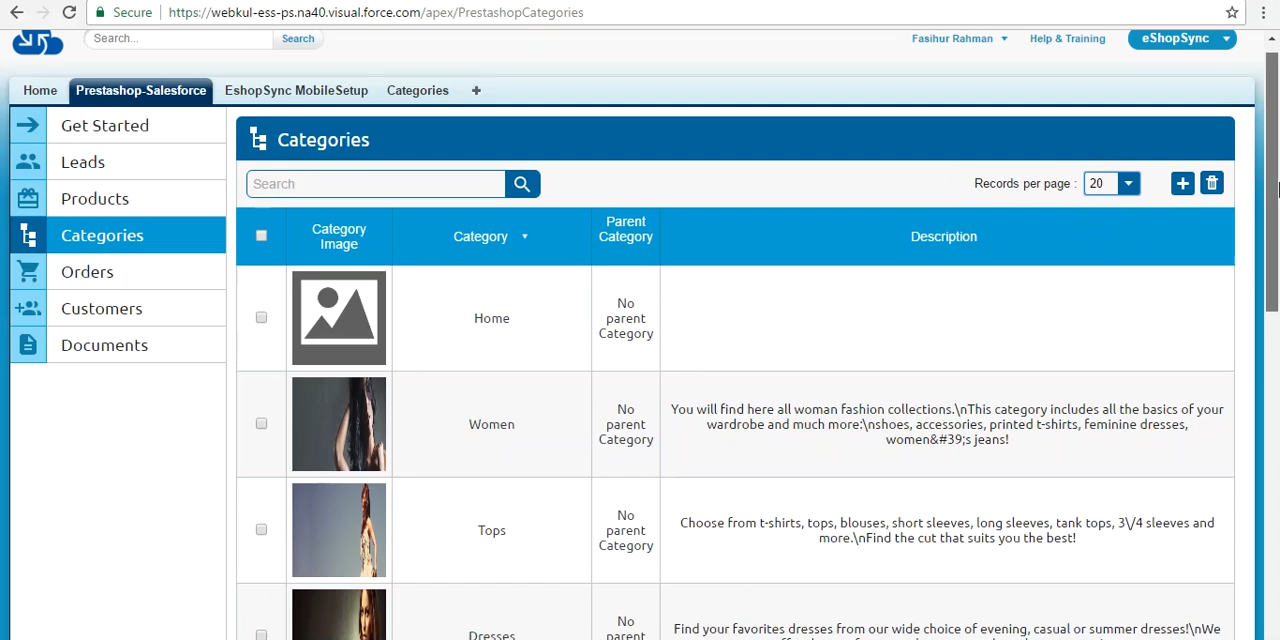 Secure
https://webkul-ess-ps.na40.visual.force.com/apex/PrestashopCategories
Search...
Search
Fasihur Rahman
Help & Training
eShopSync
Home
Prestashop-Salesforce
EshopSync MobileSetup
Categories
+
Get Started
Leads
Products
Categories
Orders
Customers
Documents
Categories
Search
Records per page :
20
Category
Image
Category
Parent
Category
Description
Home
No
parent
Category
Women
No
parent
Category
You will find here all woman fashion collections.\nThis category includes all the basics of your
wardrobe and much more:\nshoes, accessories, printed t-shirts, feminine dresses,
women&#39;s jeans!
Tops
No
parent
Category
Choose from t-shirts, tops, blouses, short sleeves, long sleeves, tank tops, 3\/4 sleeves and
more.\nFind the cut that suits you the best!
Dresses
No
parent
Find your favorites dresses from our wide choice of evening, casual or summer dresses!\nWe